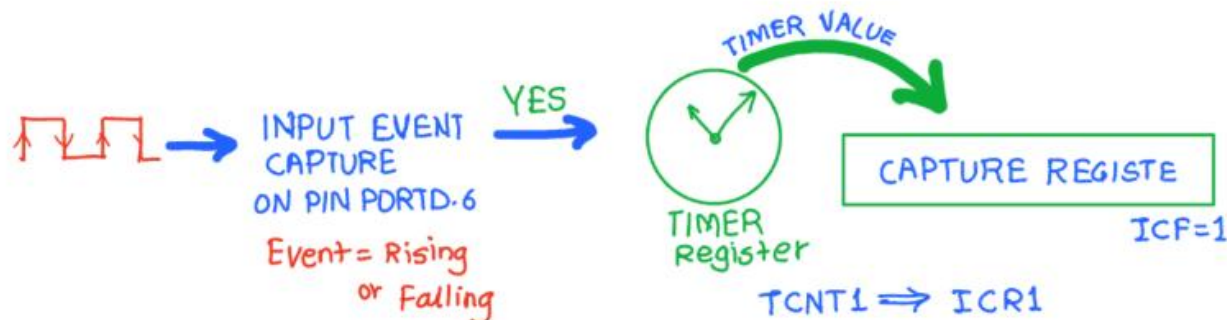 TIMER VALUE
YES
INPUT EVENT
CAPTURE
ON PIN PORTD.6
Event = Rising
or Falling
TIMER
Register
CAPTURE REGISTE
ICF=1
TCNT1 ⇒ ICR1